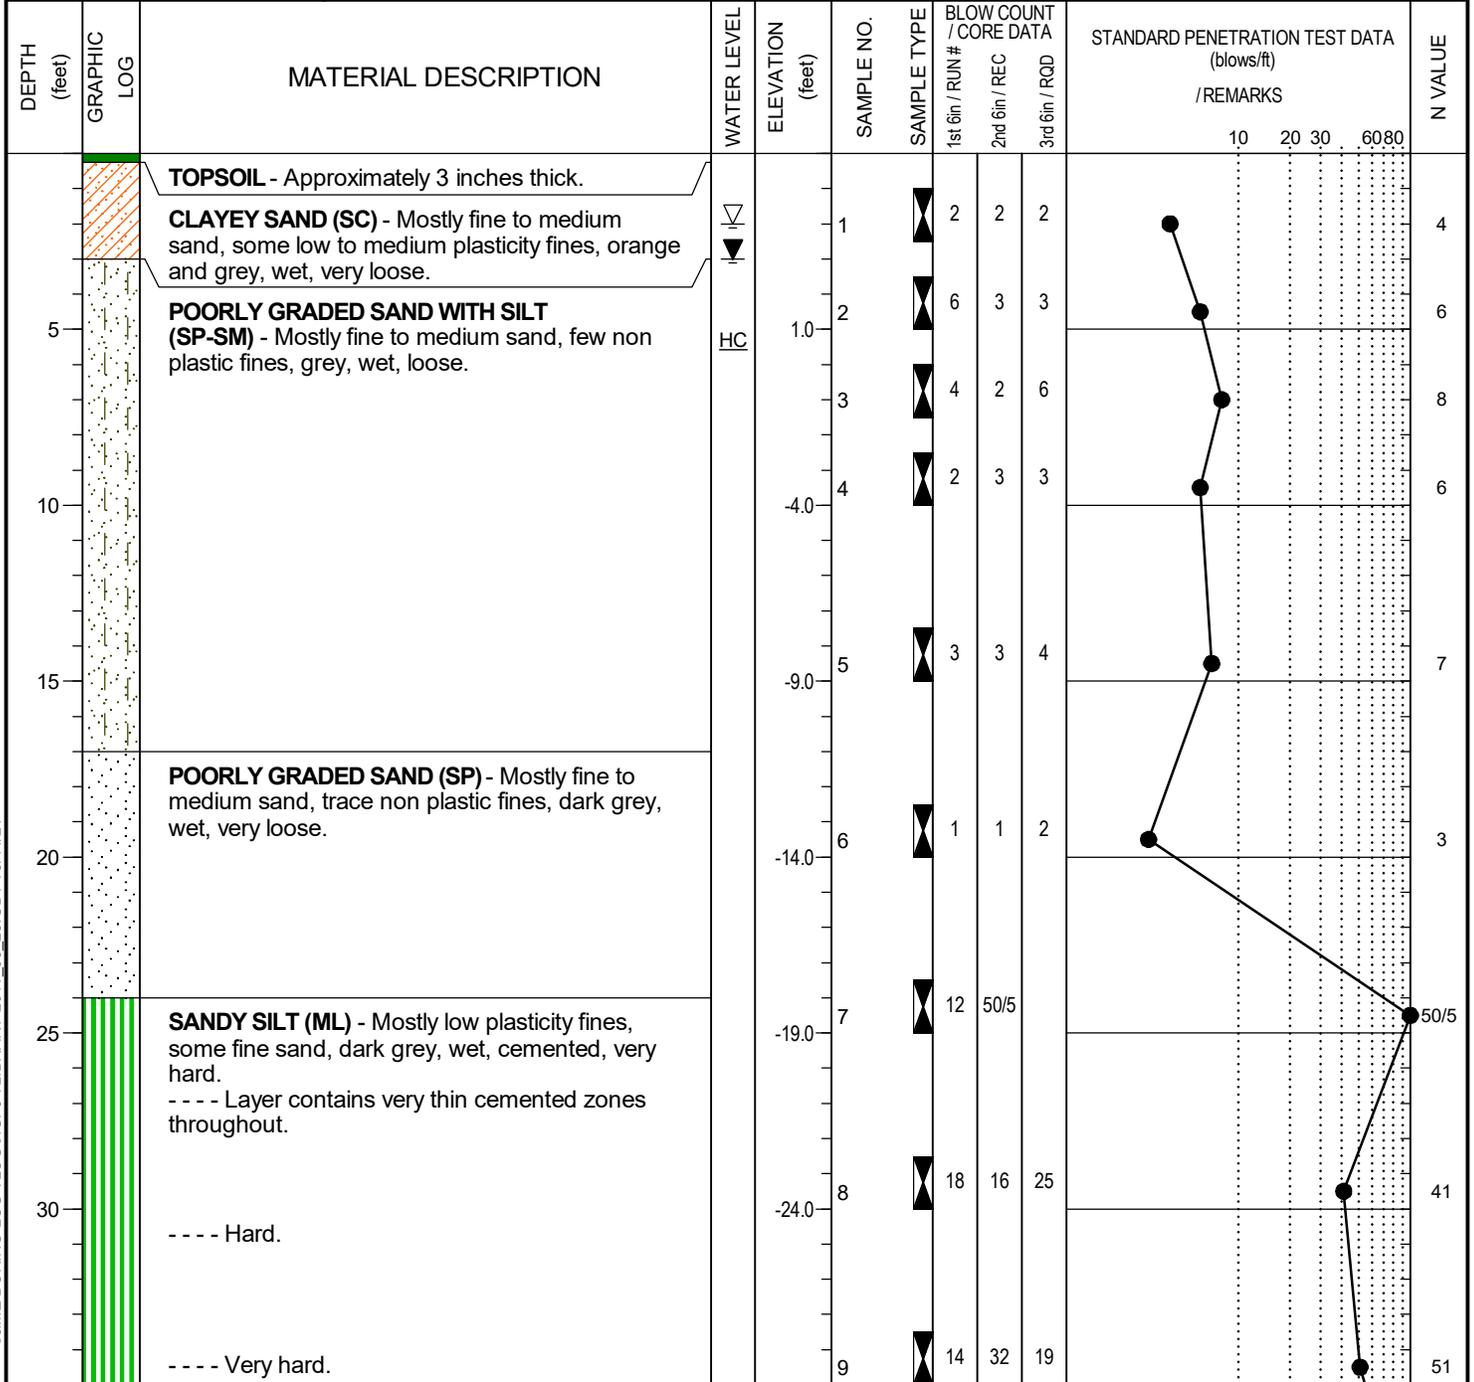 DEPTH
(feet)
GRAPHIC
LOG
MATERIAL DESCRIPTION
WATER LEVEL
ELEVATION
(feet)
SAMPLE NO.
SAMPLE TYPE
BLOW COUNT
/ CORE DATA
1st 6in / RUN #
2nd 6in / REC
3rd 6in / RQD
STANDARD PENETRATION TEST DATA
(blows/ft)
/ REMARKS
10 20 30 60 80
N VALUE
TOPSOIL - Approximately 3 inches thick.
CLAYEY SAND (SC) - Mostly fine to medium
sand, some low to medium plasticity fines, orange
and grey, wet, very loose.
1 2 2 2 4
POORLY GRADED SAND WITH SILT
(SP-SM) - Mostly fine to medium sand, few non
plastic fines, grey, wet, loose.
2 6 3 3 6
5 1.0
HC
3 4 2 6 8
4 2 3 3 6
10 -4.0
5 3 3 4 7
15 -9.0
POORLY GRADED SAND (SP) - Mostly fine to
medium sand, trace non plastic fines, dark grey,
wet, very loose.
6 1 1 2 3
20 -14.0
SANDY SILT (ML) - Mostly low plasticity fines,
some fine sand, dark grey, wet, cemented, very
hard.
7 12 50/5 50/5
25 -19.0
- - - - Layer contains very thin cemented zones
throughout.
8 18 16 25 41
30 -24.0
- - - - Hard.
- - - - Very hard.
9 14 32 19 51